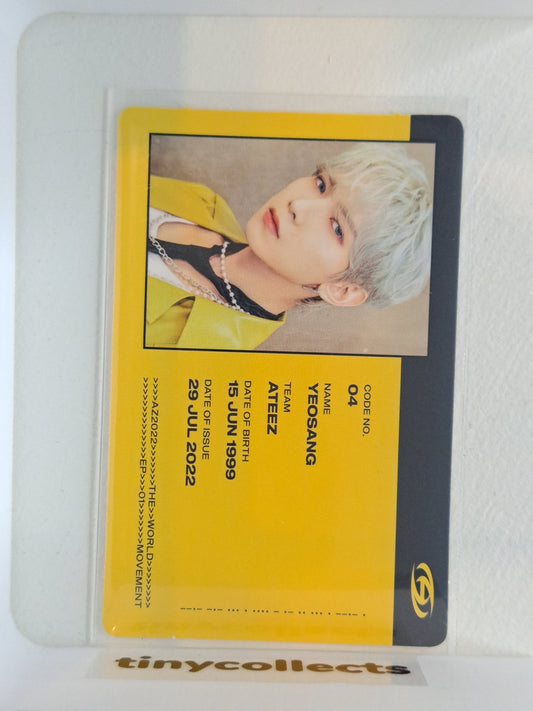 CODE NO.
04
NAME
YEOSANG
TEAM
ATEEZ
DATE OF BIRTH
15 JUN 1999
DATE OF ISSUE
29 JUL 2022
>>>>AZ2022>>>>>>>THE>>WORLD>>>>>>>>
>>>>>>>>>>>>>>>EP>>>01>>>>>>MOVEMENT
tinycollects